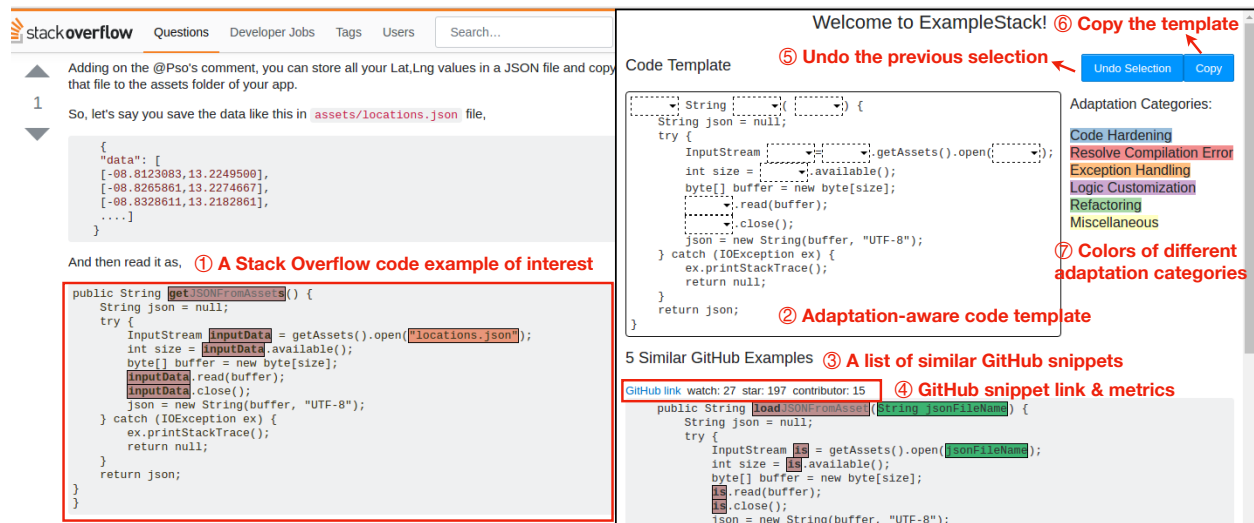 stackoverflow Questions Developer Jobs Tags Users Search...
Adding on the @Pso's comment, you can store all your Lat,Lng values in a JSON file and copy
that file to the assets folder of your app.
1
So, let's say you save the data like this in assets/locations.json file,
{
"data": [
[-08.8123083,13.2249500],
[-08.8265861,13.2274667],
[-08.8328611,13.2182861],
....]
}
And then read it as, ① A Stack Overflow code example of interest
public String getJSONFromAssets() {
String json = null;
try {
InputStream inputData = getAssets().open("locations.json");
int size = inputData.available();
byte[] buffer = new byte[size];
inputData.read(buffer);
inputData.close();
json = new String(buffer, "UTF-8");
} catch (IOException ex) {
ex.printStackTrace();
return null;
}
return json;
}
}
Welcome to ExampleStack! ⑥ Copy the template
Code Template ⑤ Undo the previous selection Undo Selection Copy
String ( ) {
String json = null;
try {
InputStream = .getAssets().open( );
int size = .available();
byte[] buffer = new byte[size];
.read(buffer);
.close();
json = new String(buffer, "UTF-8");
} catch (IOException ex) {
ex.printStackTrace();
return null;
}
return json;
}
② Adaptation-aware code template
Adaptation Categories:
Code Hardening
Resolve Compilation Error
Exception Handling
Logic Customization
Refactoring
Miscellaneous
⑦ Colors of different
adaptation categories
5 Similar GitHub Examples ③ A list of similar GitHub snippets
GitHub link watch: 27 star: 197 contributor: 15 ④ GitHub snippet link & metrics
public String loadJSONFromAsset(String jsonFileName) {
String json = null;
try {
InputStream is = getAssets().open(jsonFileName);
int size = is.available();
byte[] buffer = new byte[size];
is.read(buffer);
is.close();
json = new String(buffer, "UTF-8");